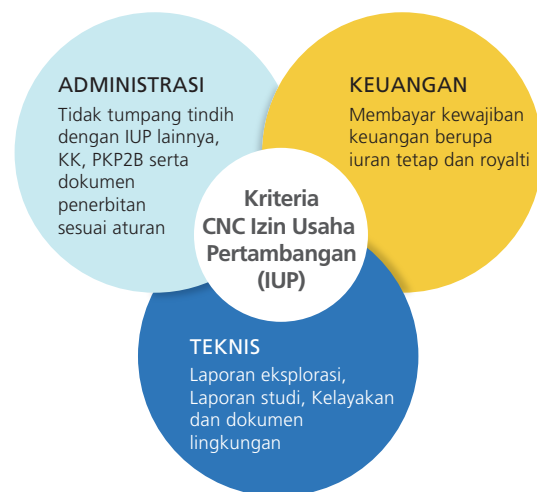 ADMINISTRASI
Tidak tumpang tindih
dengan IUP lainnya,
KK, PKP2B serta
dokumen
penerbitan
sesuai aturan
KEUANGAN
Membayar kewajiban
keuangan berupa
iuran tetap dan royalti
Kriteria
CNC Izin Usaha
Pertambangan
(IUP)
TEKNIS
Laporan eksplorasi,
Laporan studi, Kelayakan
dan dokumen
lingkungan